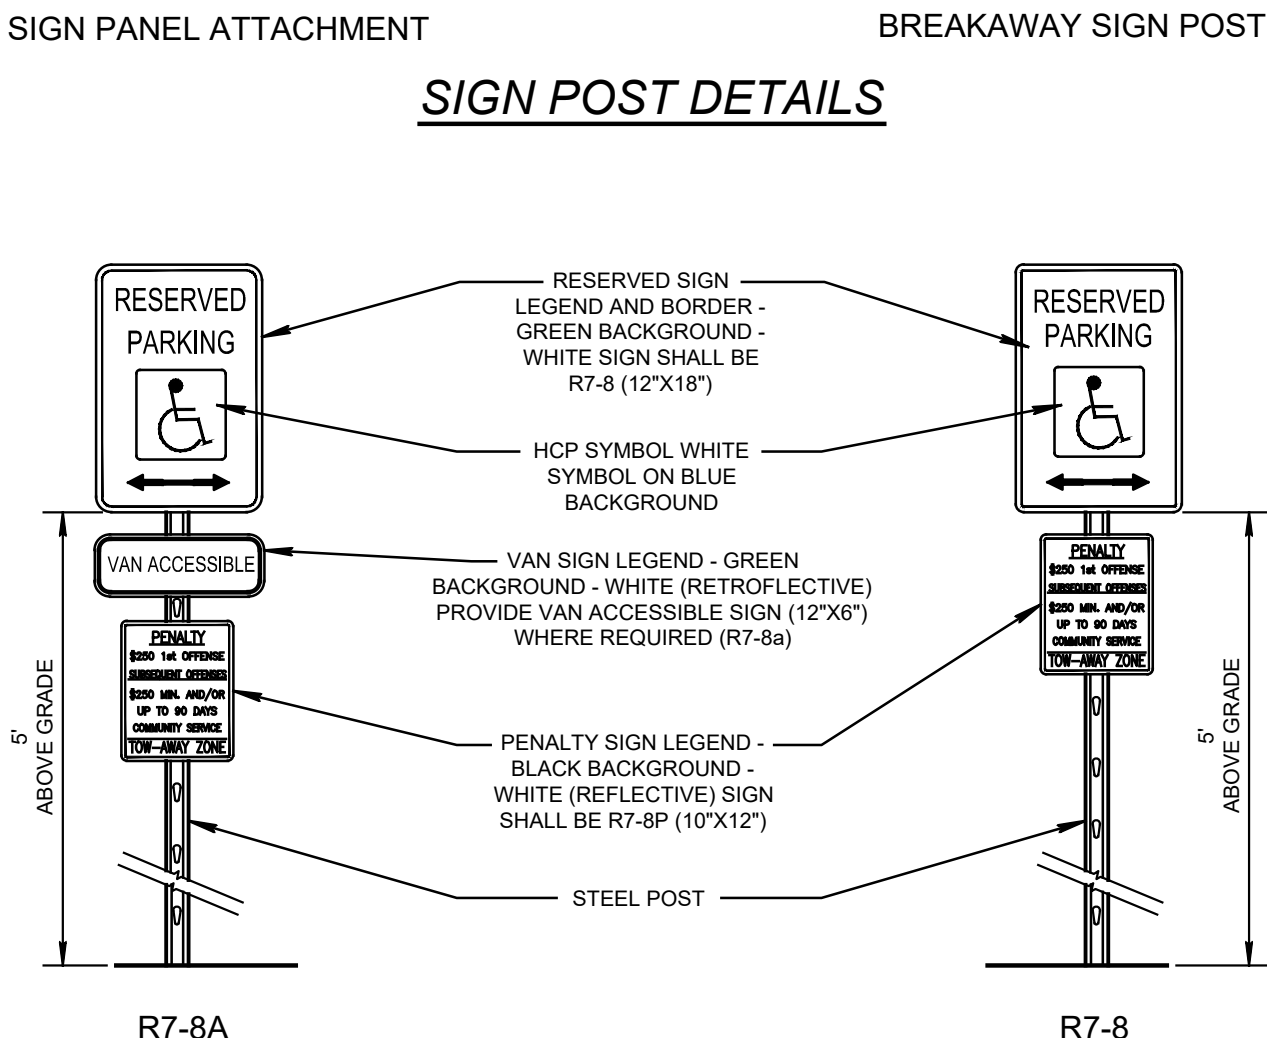 SIGN PANEL ATTACHMENT
BREAKAWAY SIGN POST
SIGN POST DETAILS
RESERVED
PARKING
VAN ACCESSIBLE
PENALTY
$250 1st OFFENSE
SUBSEQUENT OFFENSES
$250 MIN. AND/OR
UP TO 90 DAYS
COMMUNITY SERVICE
TOW-AWAY ZONE
5'
ABOVE GRADE
R7-8A
RESERVED SIGN
LEGEND AND BORDER -
GREEN BACKGROUND -
WHITE SIGN SHALL BE
R7-8 (12"X18")
HCP SYMBOL WHITE
SYMBOL ON BLUE
BACKGROUND
VAN SIGN LEGEND - GREEN
BACKGROUND - WHITE (RETROFLECTIVE)
PROVIDE VAN ACCESSIBLE SIGN (12"X6")
WHERE REQUIRED (R7-8a)
PENALTY SIGN LEGEND -
BLACK BACKGROUND -
WHITE (REFLECTIVE) SIGN
SHALL BE R7-8P (10"X12")
STEEL POST
RESERVED
PARKING
PENALTY
$250 1st OFFENSE
SUBSEQUENT OFFENSES
$250 MIN. AND/OR
UP TO 90 DAYS
COMMUNITY SERVICE
TOW-AWAY ZONE
5'
ABOVE GRADE
R7-8